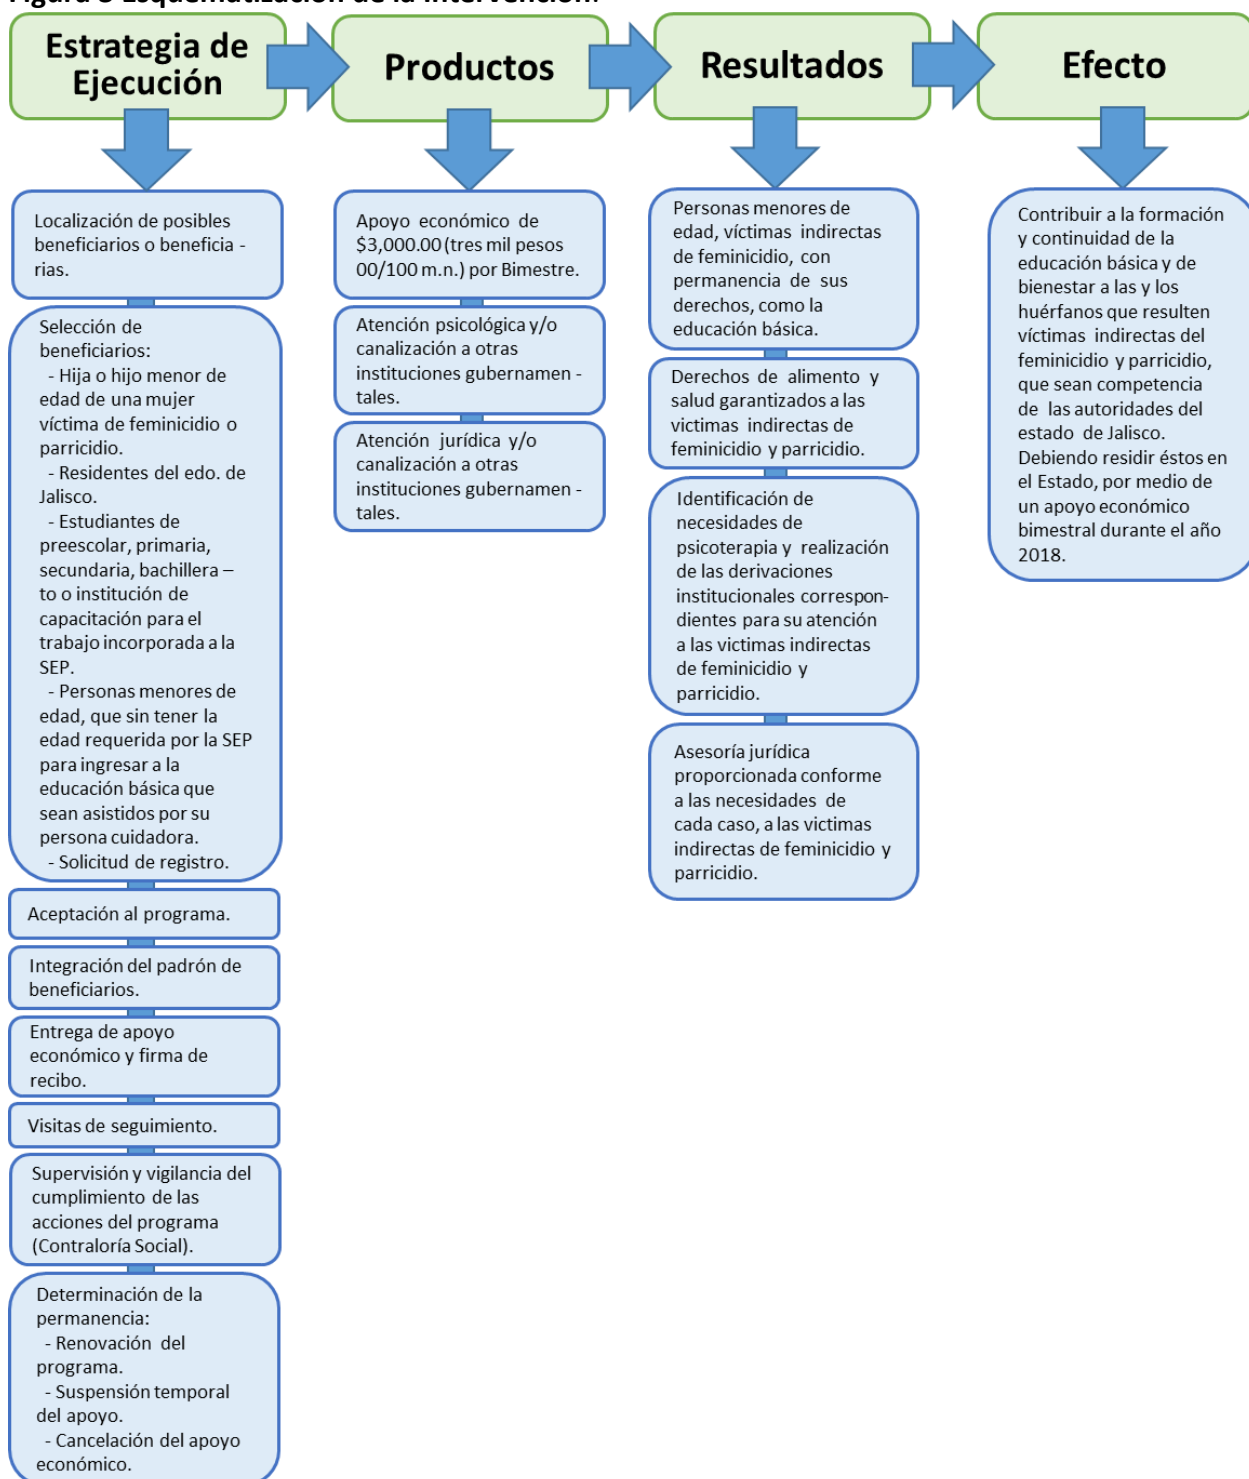 Figura 3 Esquematización de la intervención.
Estrategia de
Ejecución
Productos
Resultados
Efecto
Localización de posibles
beneficiarios o beneficia -
rias.
Selección de
beneficiarios:
- Hija o hijo menor de
edad de una mujer
víctima de feminicidio o
parricidio.
- Residentes del edo. de
Jalisco.
- Estudiantes de
preescolar, primaria,
secundaria, bachillera –
to o institución de
capacitación para el
trabajo incorporada a la
SEP.
- Personas menores de
edad, que sin tener la
edad requerida por la SEP
para ingresar a la
educación básica que
sean asistidos por su
persona cuidadora.
- Solicitud de registro.
Aceptación al programa.
Integración del padrón de
beneficiarios.
Entrega de apoyo
económico y firma de
recibo.
Visitas de seguimiento.
Supervisión y vigilancia del
cumplimiento de las
acciones del programa
(Contraloría Social).
Determinación de la
permanencia:
- Renovación del
programa.
- Suspensión temporal
del apoyo.
- Cancelación del apoyo
económico.
Apoyo económico de
$3,000.00 (tres mil pesos
00/100 m.n.) por Bimestre.
Atención psicológica y/o
canalización a otras
instituciones gubernamen -
tales.
Atención jurídica y/o
canalización a otras
instituciones gubernamen -
tales.
Personas menores de
edad, víctimas indirectas
de feminicidio, con
permanencia de sus
derechos, como la
educación básica.
Derechos de alimento y
salud garantizados a las
victimas indirectas de
feminicidio y parricidio.
Identificación de
necesidades de
psicoterapia y realización
de las derivaciones
institucionales correspon-
dientes para su atención
a las victimas indirectas
de feminicidio y
parricidio.
Asesoría jurídica
proporcionada conforme
a las necesidades de
cada caso, a las victimas
indirectas de feminicidio y
parricidio.
Contribuir a la formación
y continuidad de la
educación básica y de
bienestar a las y los
huérfanos que resulten
víctimas indirectas del
feminicidio y parricidio,
que sean competencia
de las autoridades del
estado de Jalisco.
Debiendo residir éstos en
el Estado, por medio de
un apoyo económico
bimestral durante el año
2018.